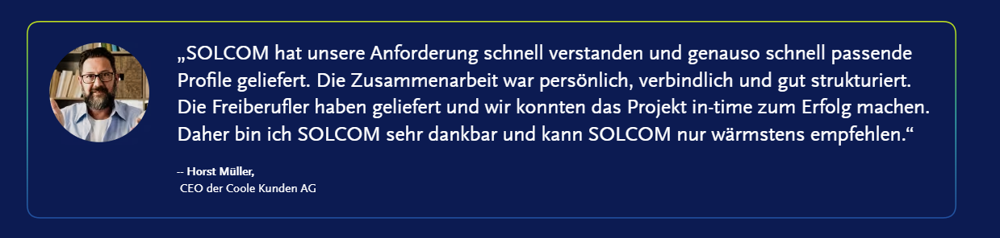 „SOLCOM hat unsere Anforderung schnell verstanden und genauso schnell passende
Profile geliefert. Die Zusammenarbeit war persönlich, verbindlich und gut strukturiert.
Die Freiberufler haben geliefert und wir konnten das Projekt in-time zum Erfolg machen.
Daher bin ich SOLCOM sehr dankbar und kann SOLCOM nur wärmstens empfehlen.“
-- Horst Müller,
CEO der Coole Kunden AG